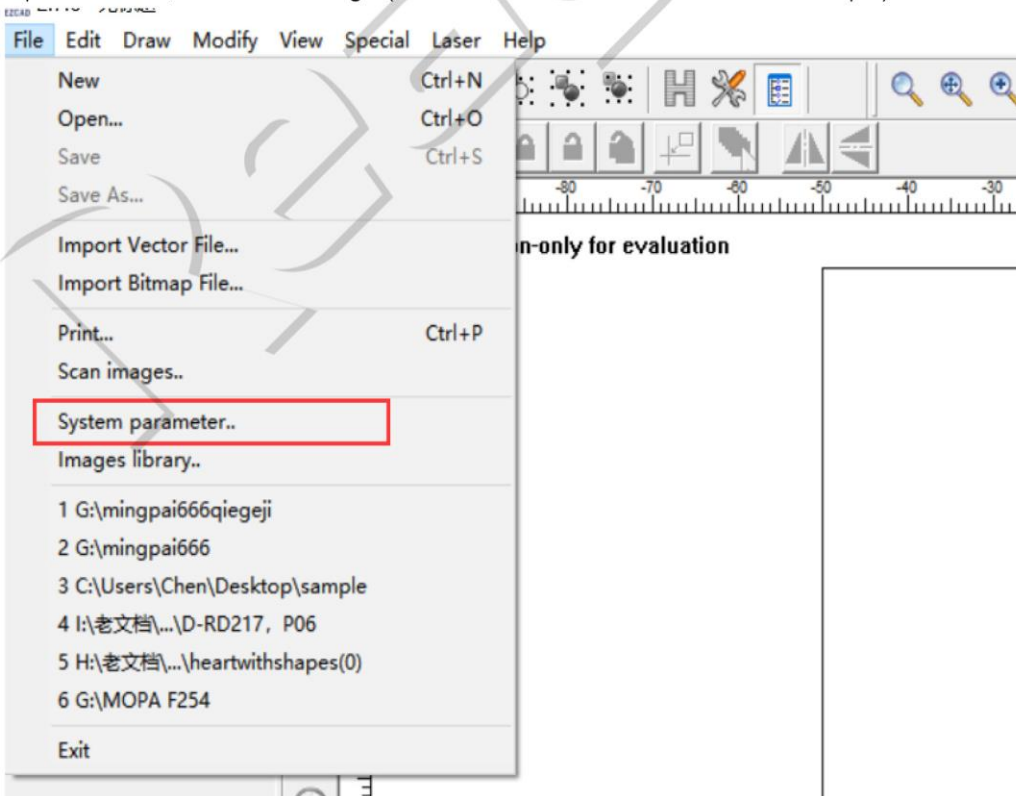 EZCAD
File Edit Draw Modify View Special Laser Help
New Ctrl+N
Open... Ctrl+O
Save Ctrl+S
Save As...
-80 -70 -60 -50 -40 -30
Import Vector File...
n-only for evaluation
Import Bitmap File...
Print... Ctrl+P
Scan images..
System parameter..
Images library..
1 G:\mingpai666qiegeji
2 G:\mingpai666
3 C:\Users\Chen\Desktop\sample
4 I:\老文档\...\D-RD217，P06
5 H:\老文档\...\heartwithshapes(0)
6 G:\MOPA F254
Exit